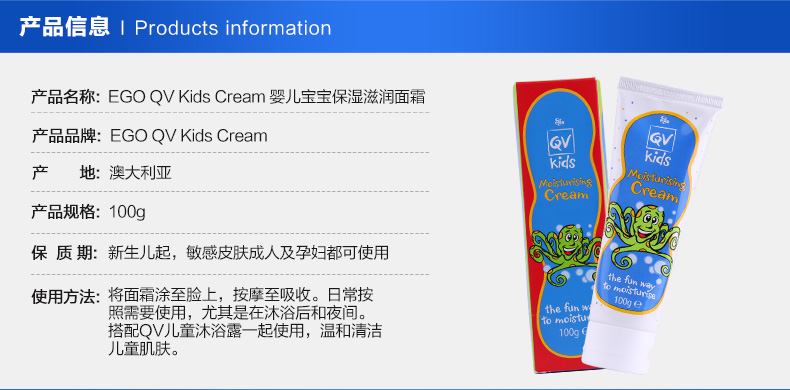 产品信息 | Products information
产品名称: EGO QV Kids Cream 婴儿宝宝保湿滋润面霜
产品品牌: EGO QV Kids Cream
产 地: 澳大利亚
产品规格: 100g
保 质 期: 新生儿起，敏感皮肤成人及孕妇都可使用
使用方法: 将面霜涂至脸上，按摩至吸收。日常按
照需要使用，尤其是在沐浴后和夜间。
搭配QV儿童沐浴露一起使用，温和清洁
儿童肌肤。
Ego
QV
kids
Moisturising
Cream
the fun way
to moisturise
100g e
Ego
QV
kids
Moisturising
Cream
the fun way
to moisturise
100g e